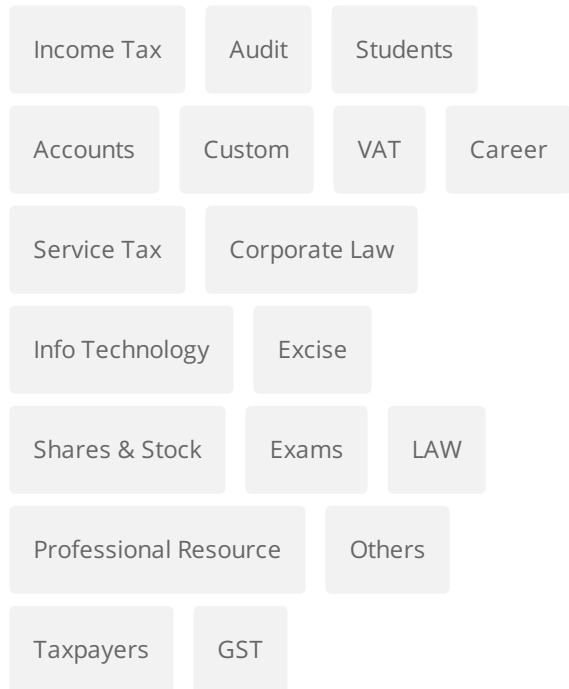 Income Tax Audit Students
Accounts Custom VAT Career
Service Tax Corporate Law
Info Technology Excise
Shares & Stock Exams LAW
Professional Resource Others
Taxpayers GST